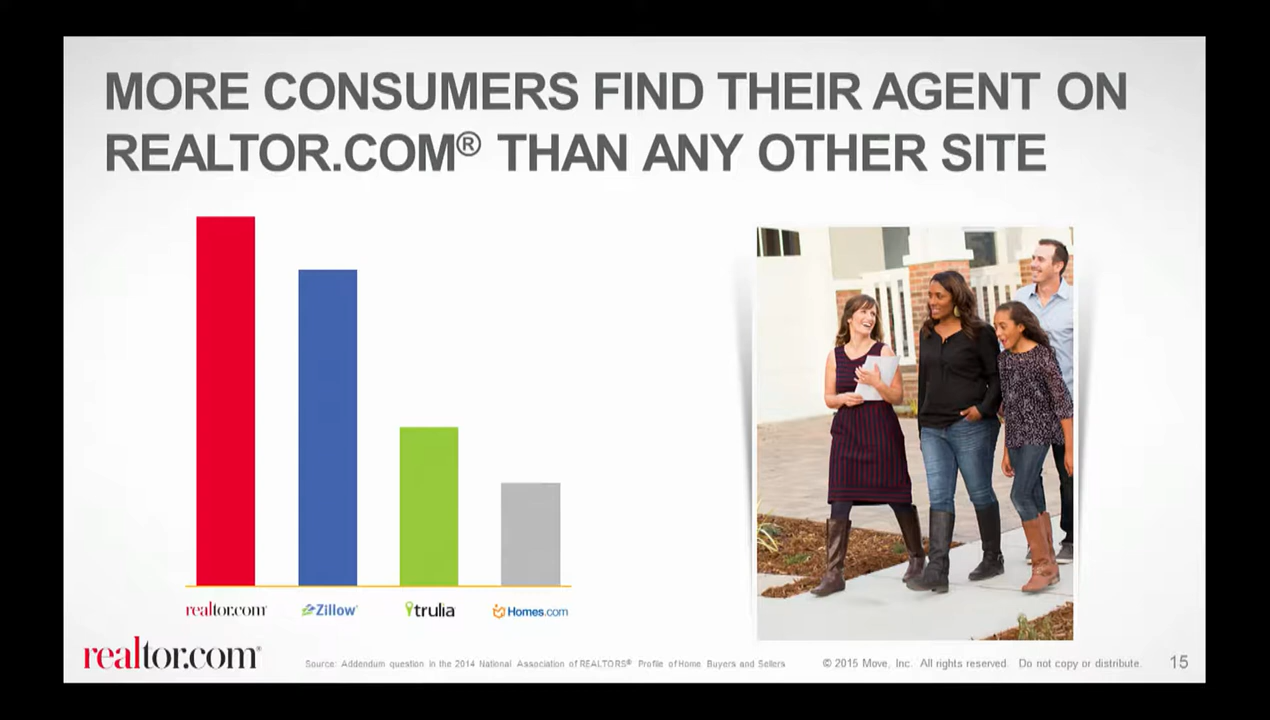 MORE CONSUMERS FIND THEIR AGENT ON
REALTOR.COM® THAN ANY OTHER SITE
realtor.com® Zillow® trulia Homes.com
realtor.com®
Source: Addendum question in the 2014 National Association of REALTORS® Profile of Home Buyers and Sellers
© 2015 Move, Inc. All rights reserved. Do not copy or distribute.
15